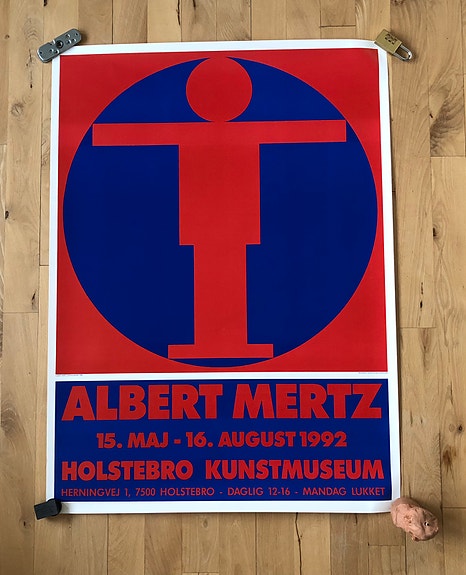 ALBERT MERTZ
15. MAJ - 16. AUGUST 1992
HOLSTEBRO KUNSTMUSEUM
HERNINGVEJ 1, 7500 HOLSTEBRO - DAGLIG 12-16 - MANDAG LUKKET